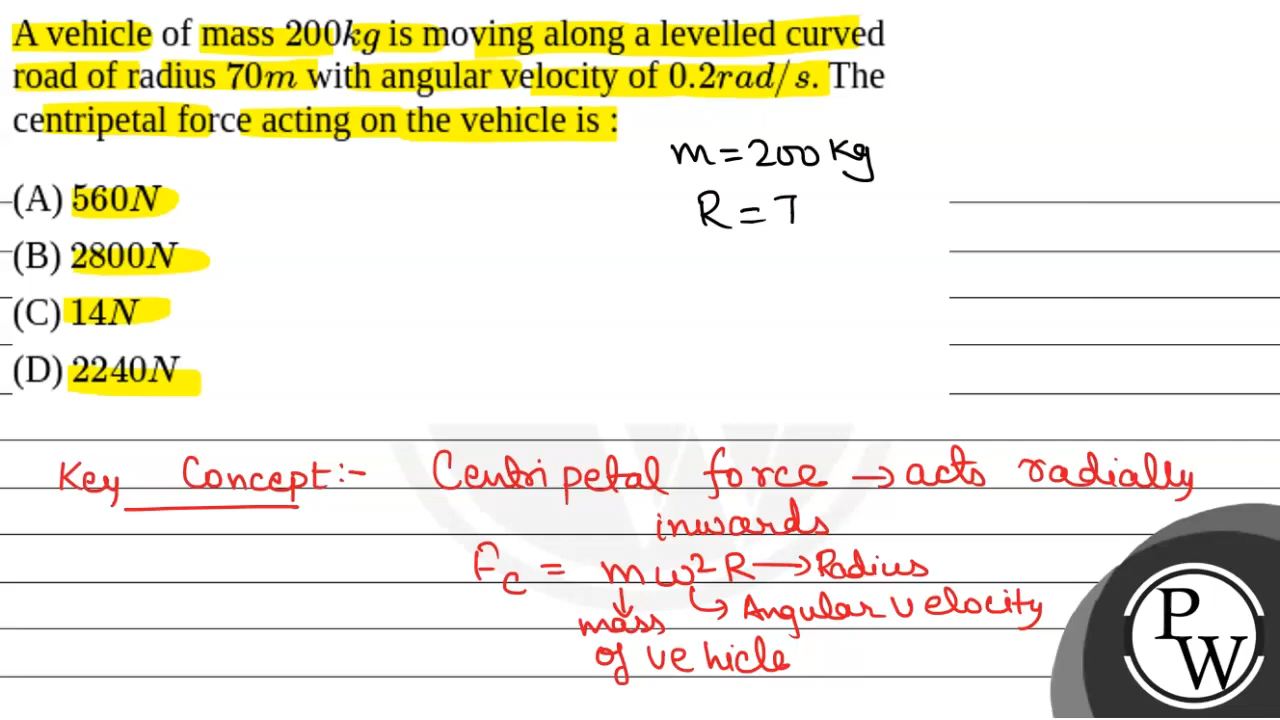 A vehicle of mass 200kg is moving along a levelled curved
road of radius 70m with angular velocity of 0.2rad/s. The
centripetal force acting on the vehicle is :
m = 200 kg
R = 7
(A) 560N
(B) 2800N
(C) 14N
(D) 2240N
Key Concept:- Centripetal force → acts radially
inwards
Fc = mω²R → Radius
↓ ↳ Angular velocity
mass
of vehicle
P
W